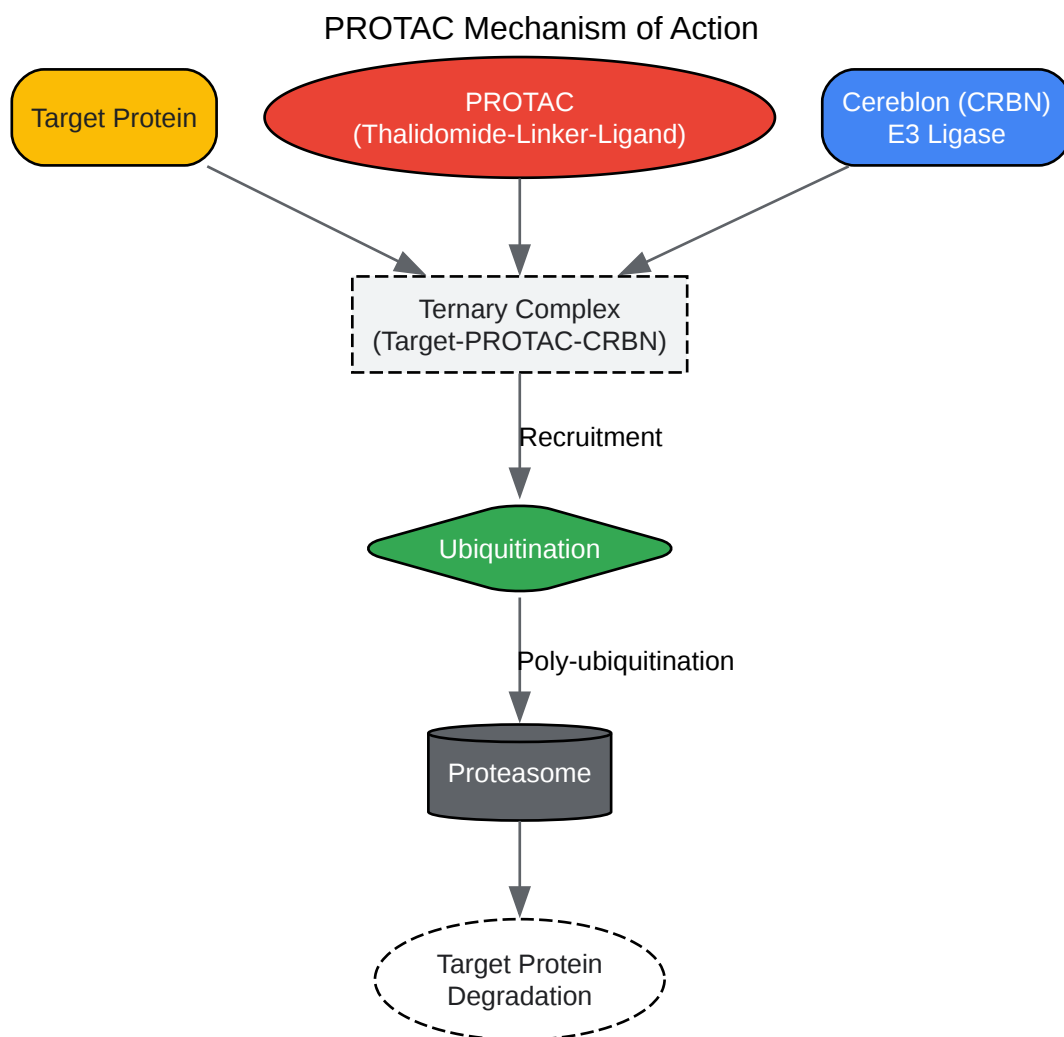 PROTAC Mechanism of Action
Target Protein
PROTAC
(Thalidomide-Linker-Ligand)
Cereblon (CRBN)
E3 Ligase
Ternary Complex
(Target-PROTAC-CRBN)
Recruitment
Ubiquitination
Poly-ubiquitination
Proteasome
Target Protein
Degradation